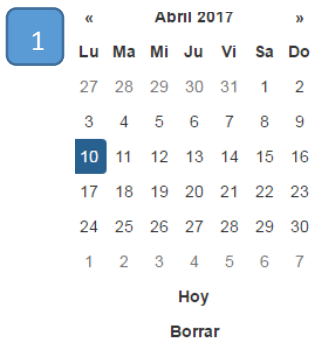 1
« Abril 2017 »
Lu Ma Mi Ju Vi Sa Do
27 28 29 30 31 1 2
3 4 5 6 7 8 9
10 11 12 13 14 15 16
17 18 19 20 21 22 23
24 25 26 27 28 29 30
1 2 3 4 5 6 7
Hoy
Borrar